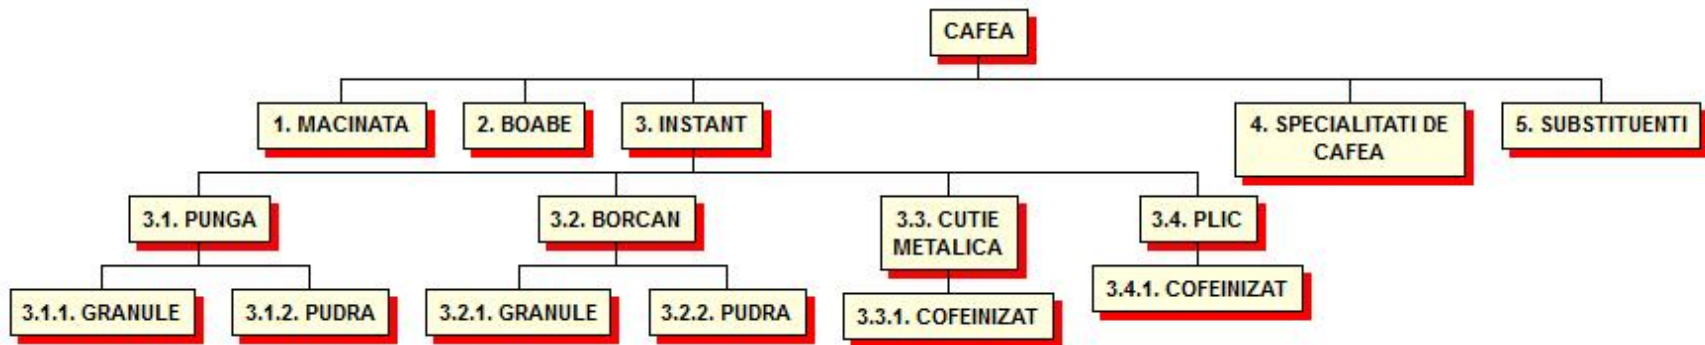 CAFEA
1. MACINATA
2. BOABE
3. INSTANT
4. SPECIALITATI DE
CAFEA
5. SUBSTITUENTI
3.1. PUNGA
3.2. BORCAN
3.3. CUTIE
METALICA
3.4. PLIC
3.1.1. GRANULE
3.1.2. PUDRA
3.2.1. GRANULE
3.2.2. PUDRA
3.3.1. COFEINIZAT
3.4.1. COFEINIZAT